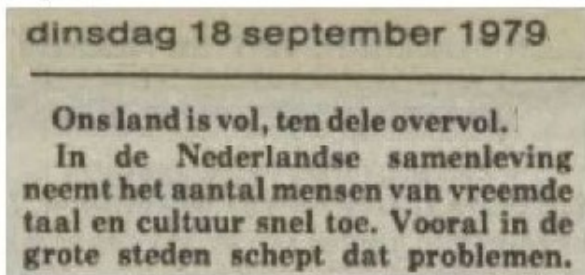 dinsdag 18 september 1979
Ons land is vol, ten dele overvol.
In de Nederlandse samenleving
neemt het aantal mensen van vreemde
taal en cultuur snel toe. Vooral in de
grote steden schept dat problemen.